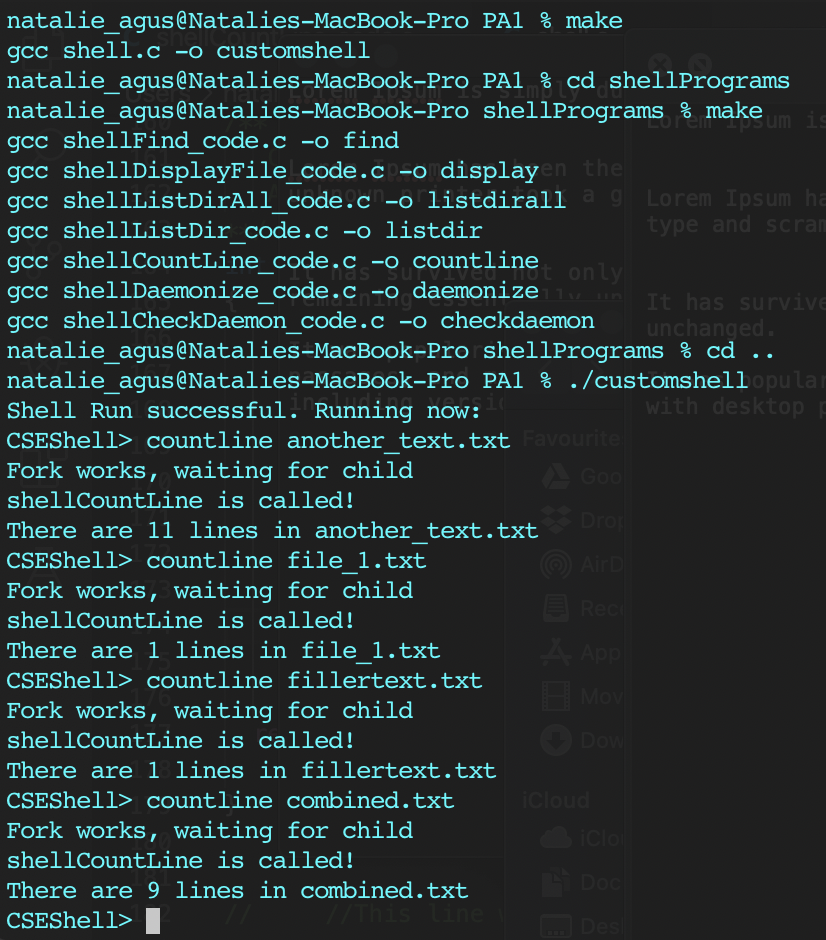 natalie_agus@Natalies-MacBook-Pro PA1 % make
gcc shell.c -o customshell
natalie_agus@Natalies-MacBook-Pro PA1 % cd shellPrograms
natalie_agus@Natalies-MacBook-Pro shellPrograms % make
gcc shellFind_code.c -o find
gcc shellDisplayFile_code.c -o display
gcc shellListDirAll_code.c -o listdirall
gcc shellListDir_code.c -o listdir
gcc shellCountLine_code.c -o countline
gcc shellDaemonize_code.c -o daemonize
gcc shellCheckDaemon_code.c -o checkdaemon
natalie_agus@Natalies-MacBook-Pro shellPrograms % cd ..
natalie_agus@Natalies-MacBook-Pro PA1 % ./customshell
Shell Run successful. Running now:
CSEShell> countline another_text.txt
Fork works, waiting for child
shellCountLine is called!
There are 11 lines in another_text.txt
CSEShell> countline file_1.txt
Fork works, waiting for child
shellCountLine is called!
There are 1 lines in file_1.txt
CSEShell> countline fillertext.txt
Fork works, waiting for child
shellCountLine is called!
There are 1 lines in fillertext.txt
CSEShell> countline combined.txt
Fork works, waiting for child
shellCountLine is called!
There are 9 lines in combined.txt
CSEShell>